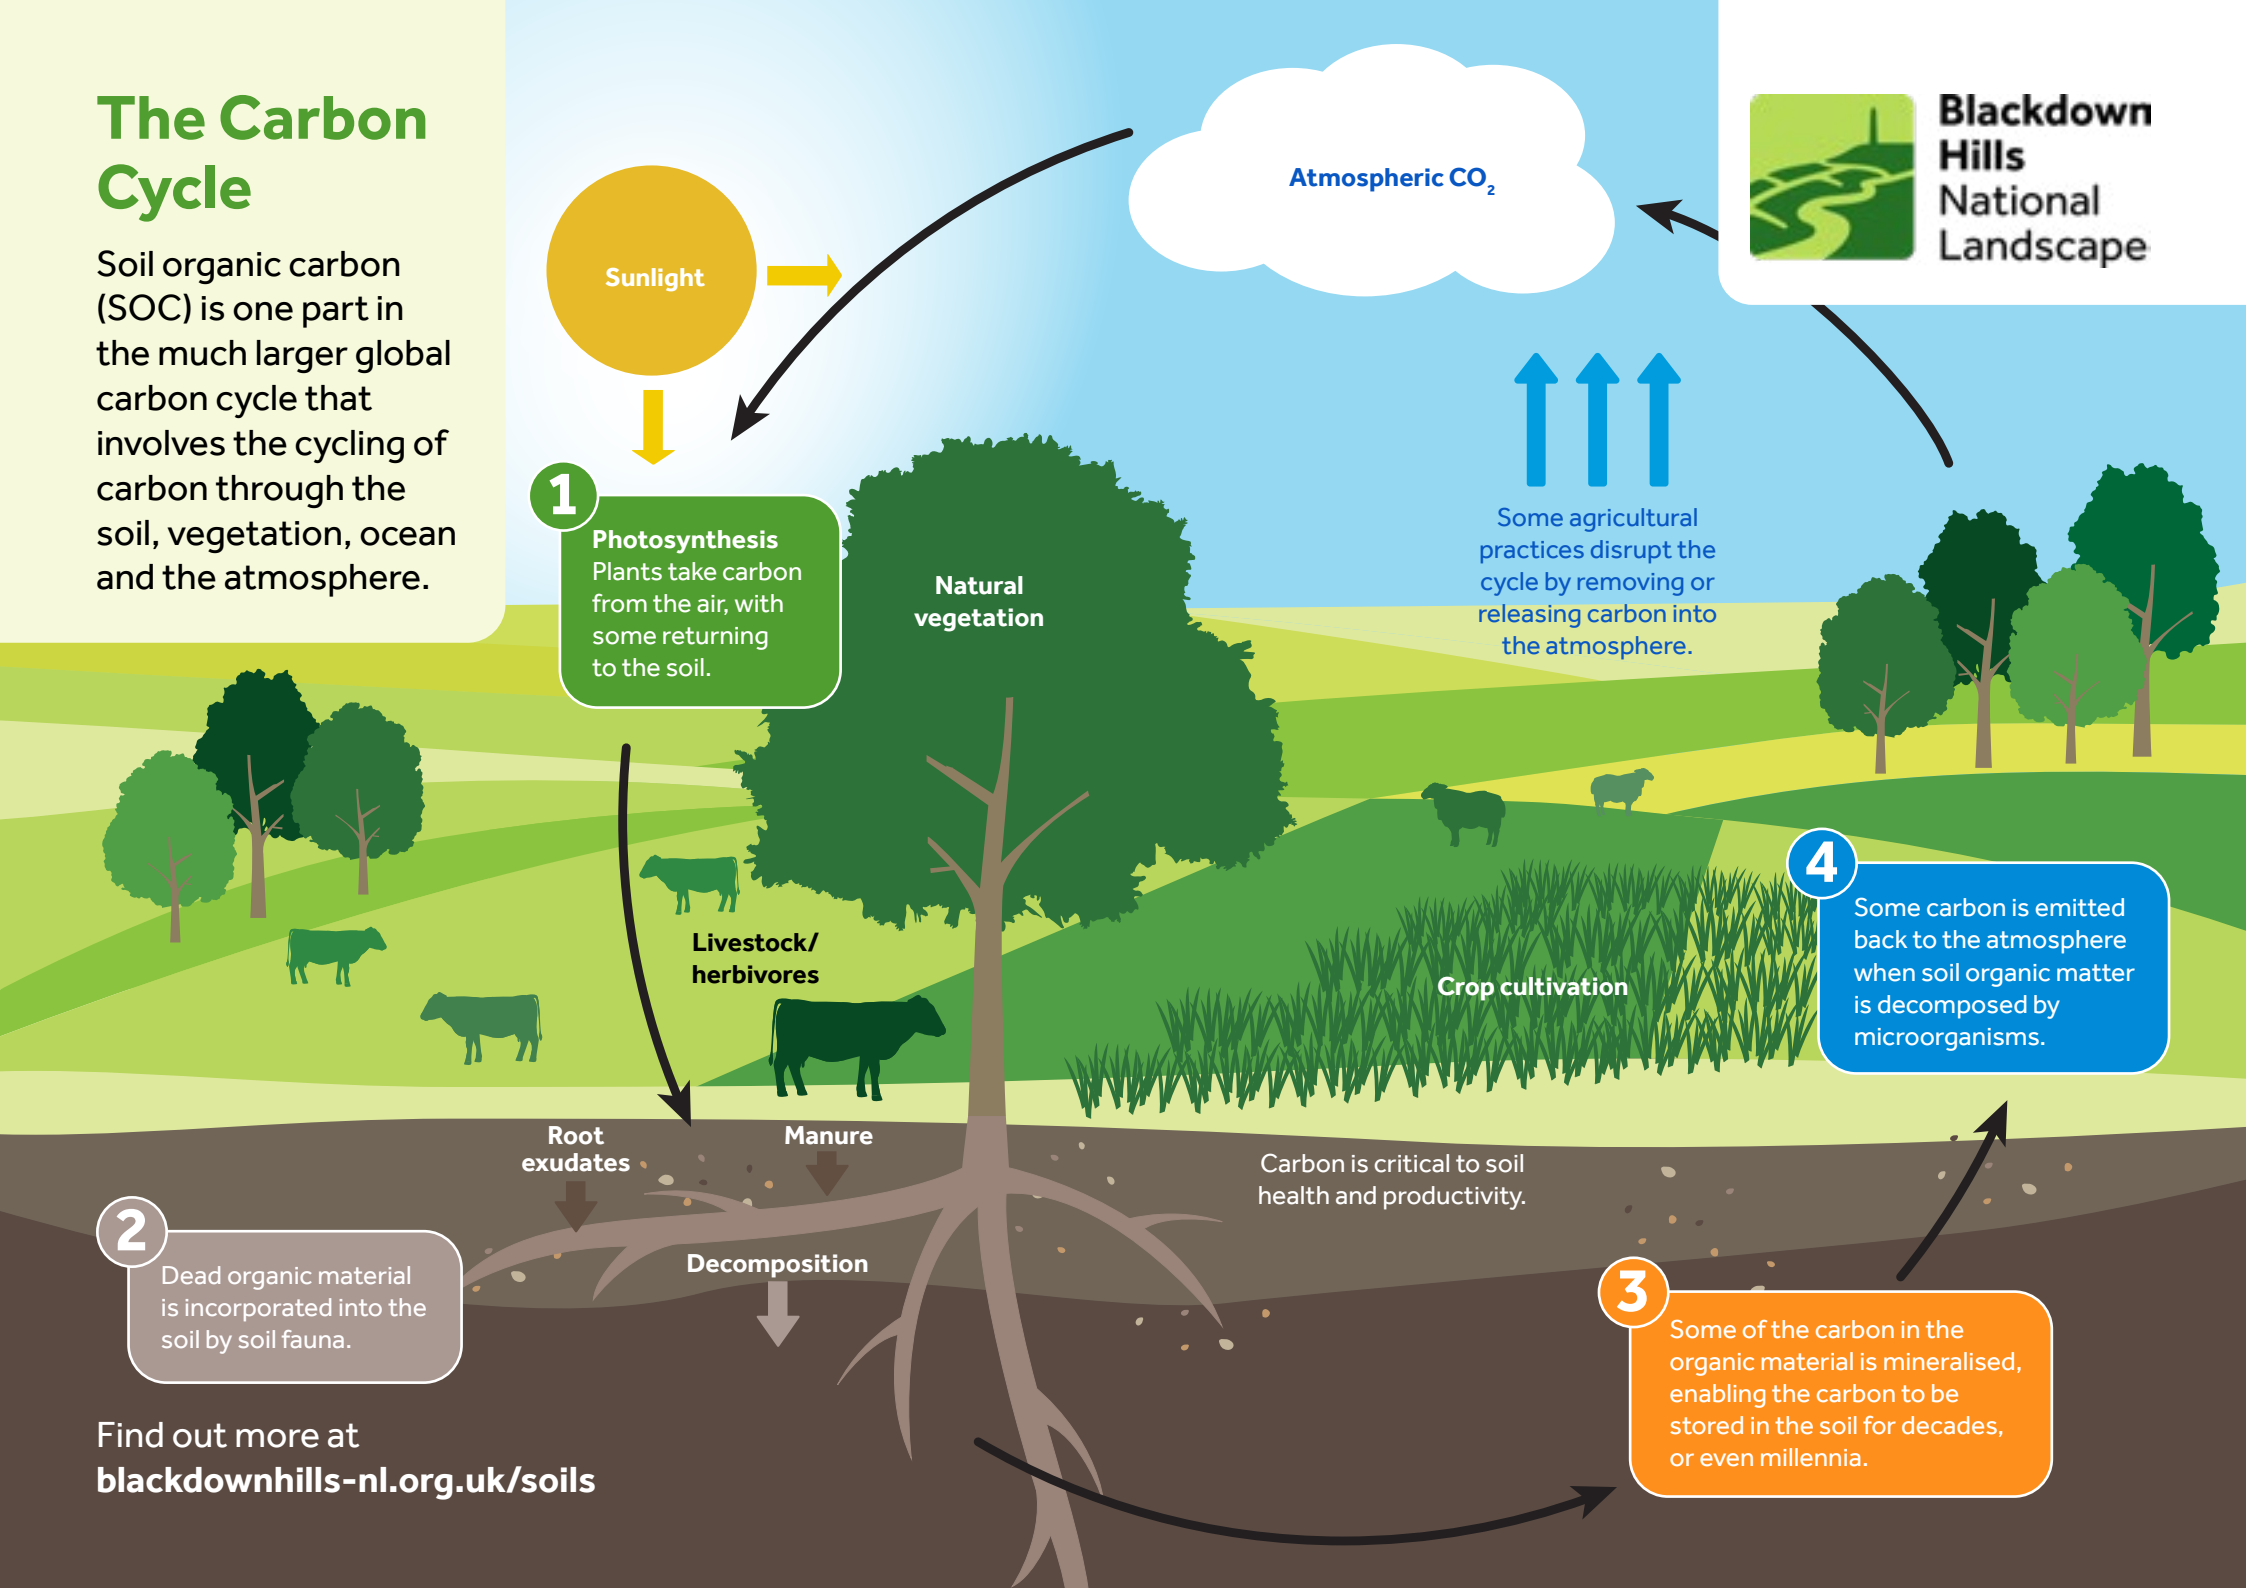 The Carbon
Cycle
Soil organic carbon
(SOC) is one part in
the much larger global
carbon cycle that
involves the cycling of
carbon through the
soil, vegetation, ocean
and the atmosphere.
Sunlight
Atmospheric CO₂
Blackdown
Hills
National
Landscape
1
Photosynthesis
Plants take carbon
from the air, with
some returning
to the soil.
Natural
vegetation
Some agricultural
practices disrupt the
cycle by removing or
releasing carbon into
the atmosphere.
Livestock/
herbivores
Crop cultivation
4
Some carbon is emitted
back to the atmosphere
when soil organic matter
is decomposed by
microorganisms.
Root
exudates
Manure
Carbon is critical to soil
health and productivity.
2
Dead organic material
is incorporated into the
soil by soil fauna.
Decomposition
3
Some of the carbon in the
organic material is mineralised,
enabling the carbon to be
stored in the soil for decades,
or even millennia.
Find out more at
blackdownhills-nl.org.uk/soils